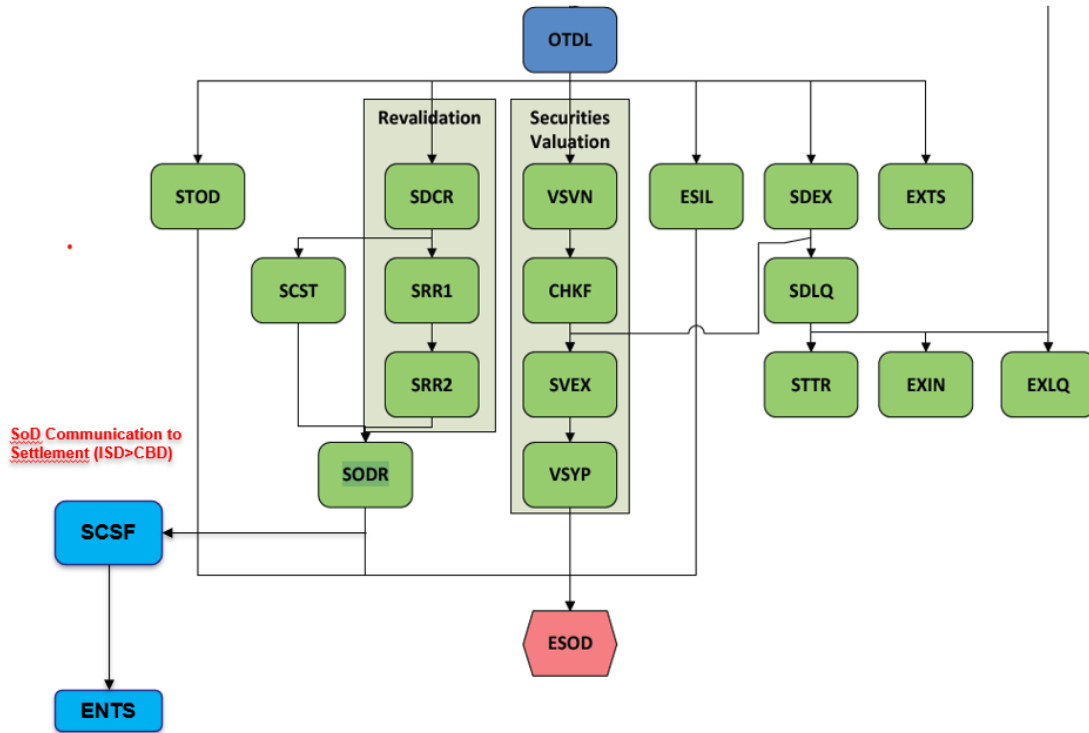 OTDL
Revalidation
Securities
Valuation
STOD
SDCR
VSVN
ESIL
SDEX
EXTS
SCST
SRR1
CHKF
SDLQ
SRR2
SVEX
STTR
EXIN
EXLQ
SoD Communication to
Settlement (ISD>CBD)
SODR
VSYP
SCSF
ESOD
ENTS